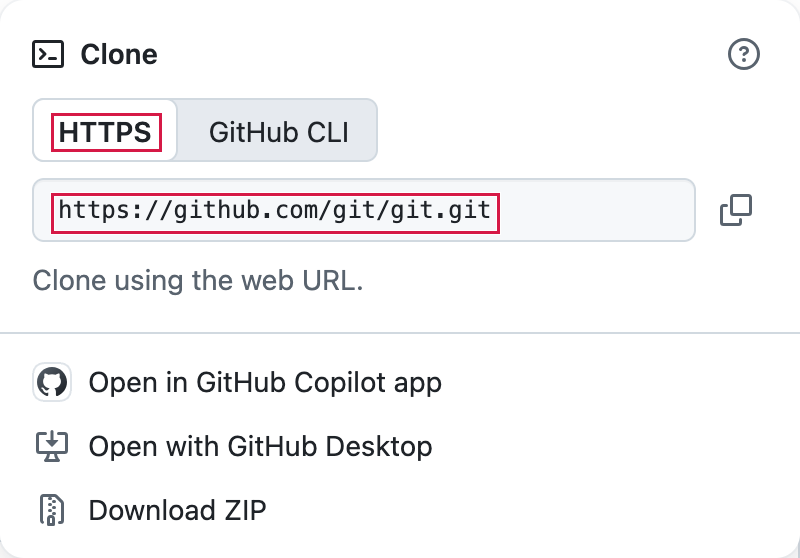 Clone
HTTPS GitHub CLI
https://github.com/git/git.git
Clone using the web URL.
Open in GitHub Copilot app
Open with GitHub Desktop
Download ZIP